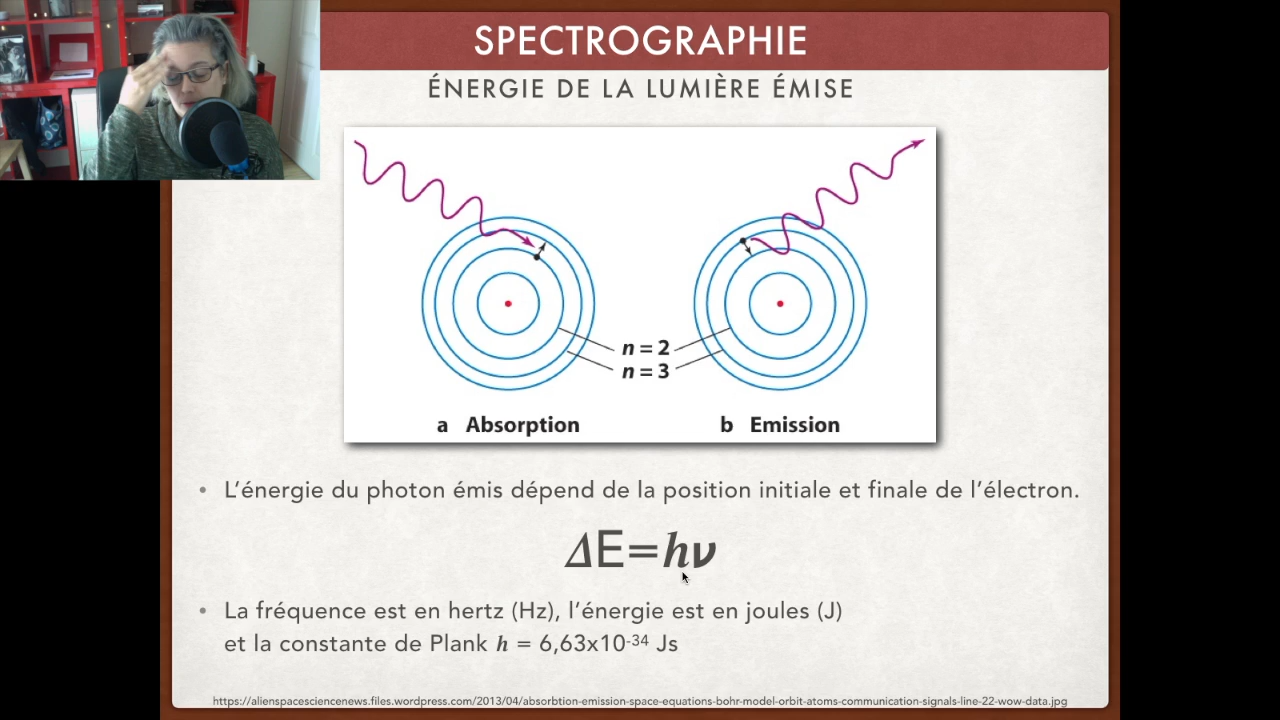 SPECTROGRAPHIE
ÉNERGIE DE LA LUMIÈRE ÉMISE
n = 2
n = 3
a Absorption
b Emission
• L’énergie du photon émis dépend de la position initiale et finale de l’électron.
ΔE=hν
• La fréquence est en hertz (Hz), l’énergie est en joules (J)
et la constante de Plank h = 6,63x10⁻³⁴ Js
https://alienspacesciencenews.files.wordpress.com/2013/04/absorbtion-emission-space-equations-bohr-model-orbit-atoms-communication-signals-line-22-wow-data.jpg